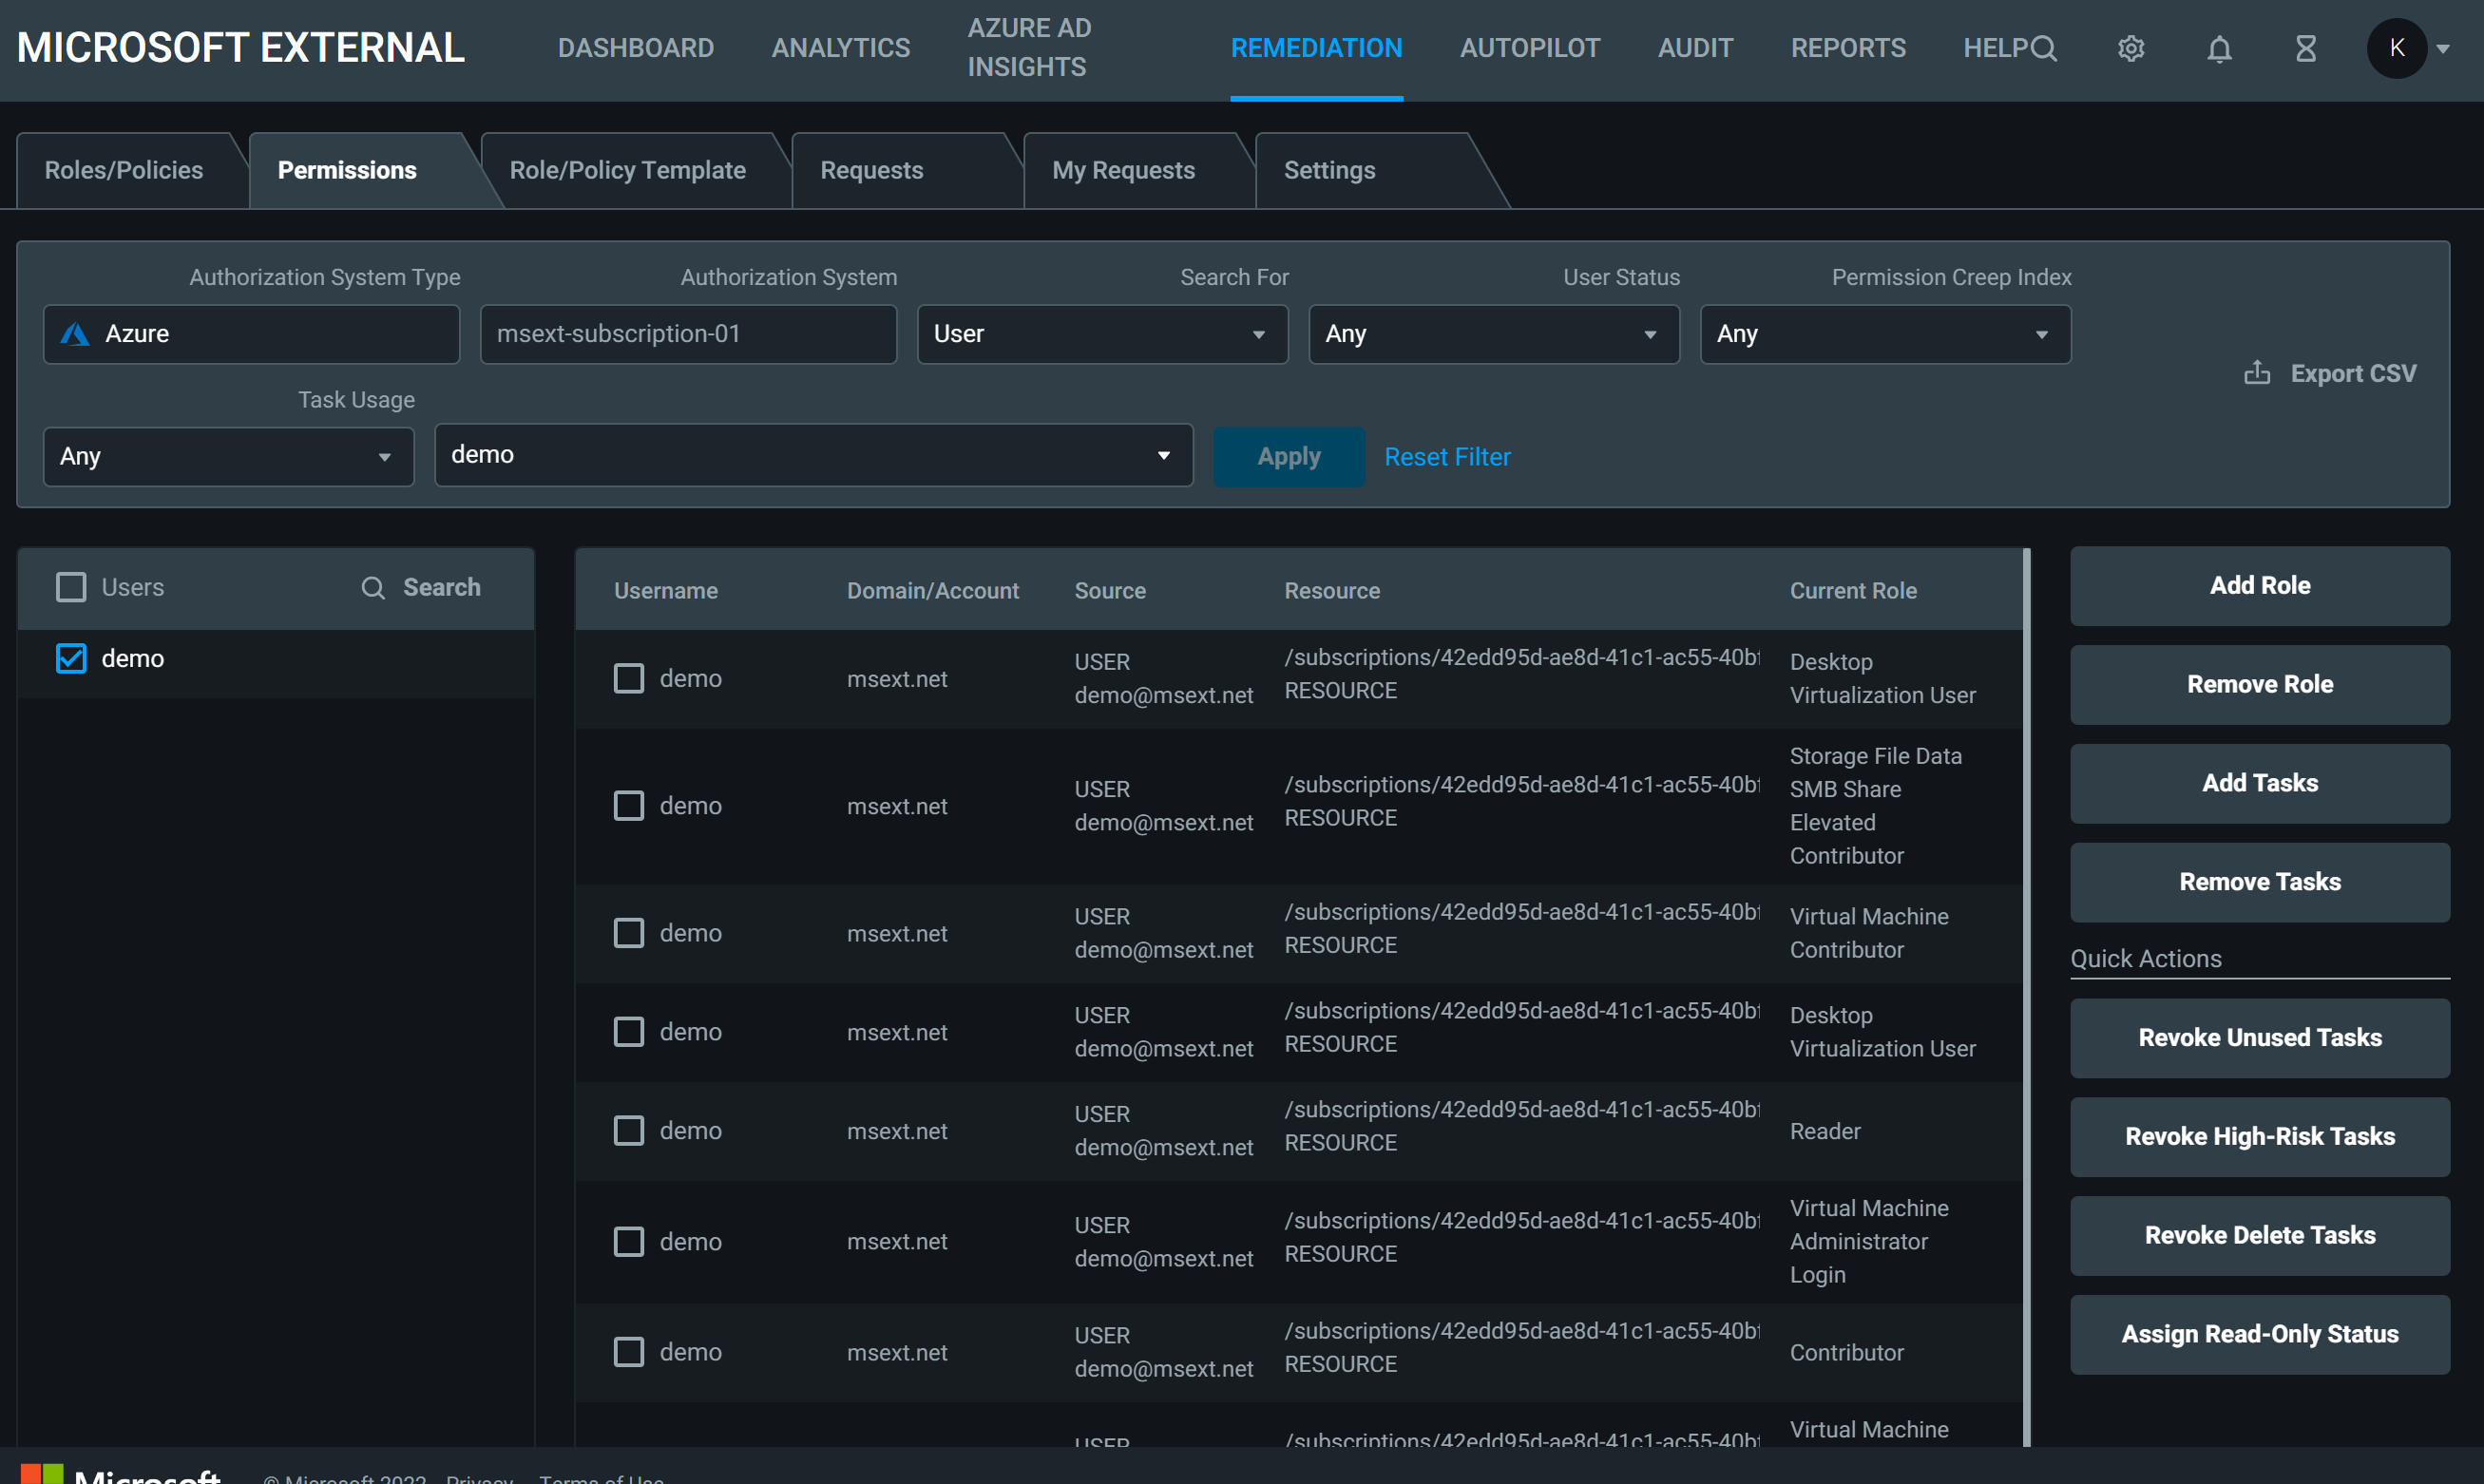 MICROSOFT EXTERNAL
DASHBOARD
ANALYTICS
AZURE AD
INSIGHTS
REMEDIATION
AUTOPILOT
AUDIT
REPORTS
HELP
K
Roles/Policies
Permissions
Role/Policy Template
Requests
My Requests
Settings
Authorization System Type
Authorization System
Search For
User Status
Permission Creep Index
Azure
msext-subscription-01
User
Any
Any
Export CSV
Task Usage
Any
demo
Apply
Reset Filter
Users
Search
demo
Username
Domain/Account
Source
Resource
Current Role
demo
msext.net
USER
demo@msext.net
/subscriptions/42edd95d-ae8d-41c1-ac55-40b
RESOURCE
Desktop
Virtualization User
demo
msext.net
USER
demo@msext.net
/subscriptions/42edd95d-ae8d-41c1-ac55-40b
RESOURCE
Storage File Data
SMB Share
Elevated
Contributor
demo
msext.net
USER
demo@msext.net
/subscriptions/42edd95d-ae8d-41c1-ac55-40b
RESOURCE
Virtual Machine
Contributor
demo
msext.net
USER
demo@msext.net
/subscriptions/42edd95d-ae8d-41c1-ac55-40b
RESOURCE
Desktop
Virtualization User
demo
msext.net
USER
demo@msext.net
/subscriptions/42edd95d-ae8d-41c1-ac55-40b
RESOURCE
Reader
demo
msext.net
USER
demo@msext.net
/subscriptions/42edd95d-ae8d-41c1-ac55-40b
RESOURCE
Virtual Machine
Administrator
Login
demo
msext.net
USER
demo@msext.net
/subscriptions/42edd95d-ae8d-41c1-ac55-40b
RESOURCE
Contributor
USER
/subscriptions/42edd95d-ae8d-41c1-ac55-40b
Virtual Machine
Add Role
Remove Role
Add Tasks
Remove Tasks
Quick Actions
Revoke Unused Tasks
Revoke High-Risk Tasks
Revoke Delete Tasks
Assign Read-Only Status
Microsoft
© Microsoft 2022
Privacy
Terms of Use